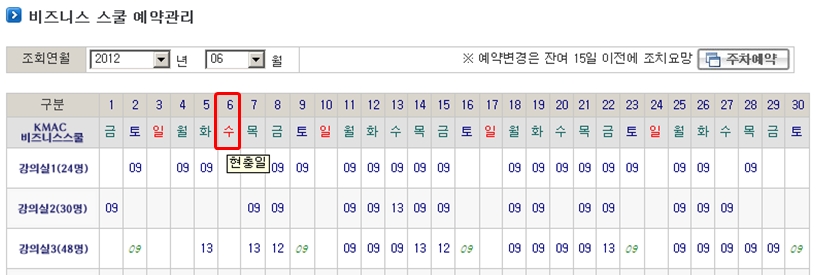 비즈니스 스쿨 예약관리
조회연월 2012 년 06 월 ※ 예약변경은 잔여 15일 이전에 조치요망 주차예약
구분 1 2 3 4 5 6 7 8 9 10 11 12 13 14 15 16 17 18 19 20 21 22 23 24 25 26 27 28 29 30
KMAC
비즈니스스쿨 금 토 일 월 화 수 목 금 토 일 월 화 수 목 금 토 일 월 화 수 목 금 토 일 월 화 수 목 금 토
강의실1(24명) 09 09 09 09 09 09 09 09 09 09 09 09 09 09 09 09 09 09 09
현충일
강의실2(30명) 09 09 09 09 09 13 09 09 09 09 09 09 09 09 09
강의실3(48명) 09 13 13 12 09 09 09 09 13 12 09 09 09 09 09 13 09 09 09 09 09 09 09